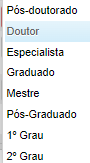 Pós-doutorado
Doutor
Especialista
Graduado
Mestre
Pós-Graduado
1º Grau
2º Grau